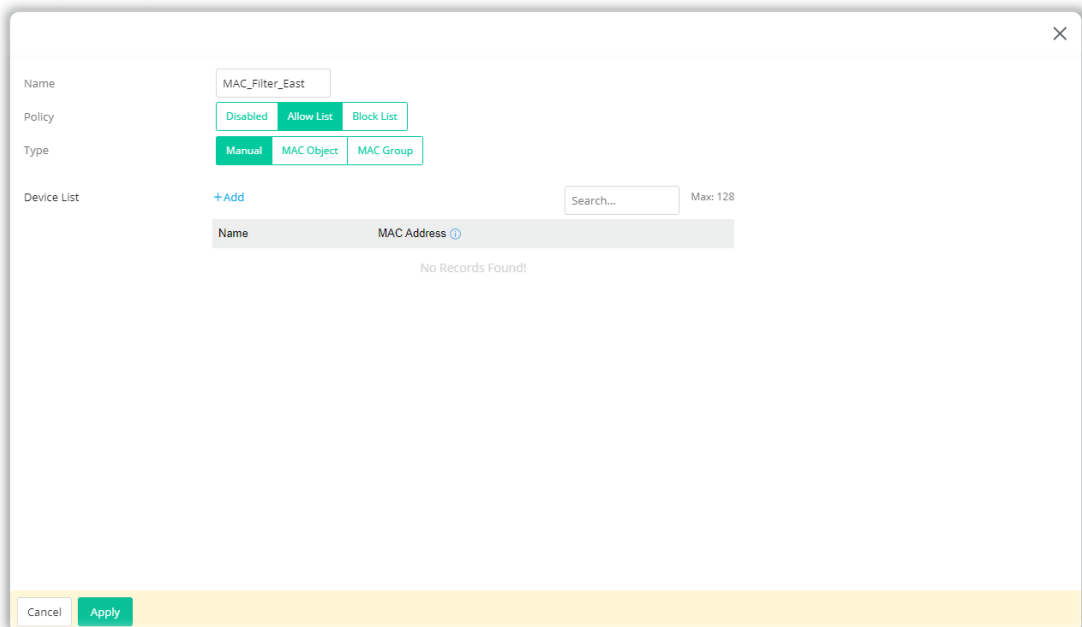 Name MAC_Filter_East
Policy Disabled Allow List Block List
Type Manual MAC Object MAC Group
Device List +Add Search... Max: 128
Name MAC Address
No Records Found!
Cancel Apply